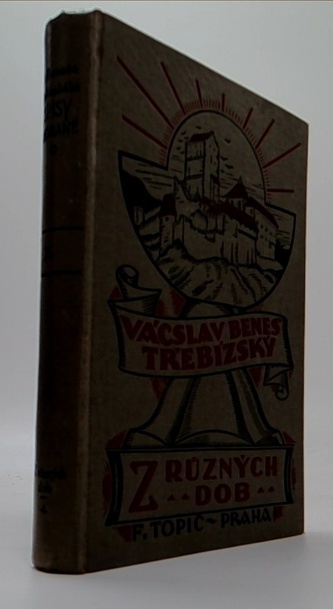 VÁCSLAV BENEŠ
TŘEBÍZSKÝ
Z RŮZNÝCH
DOB
F. TOPIČ ~ PRAHA